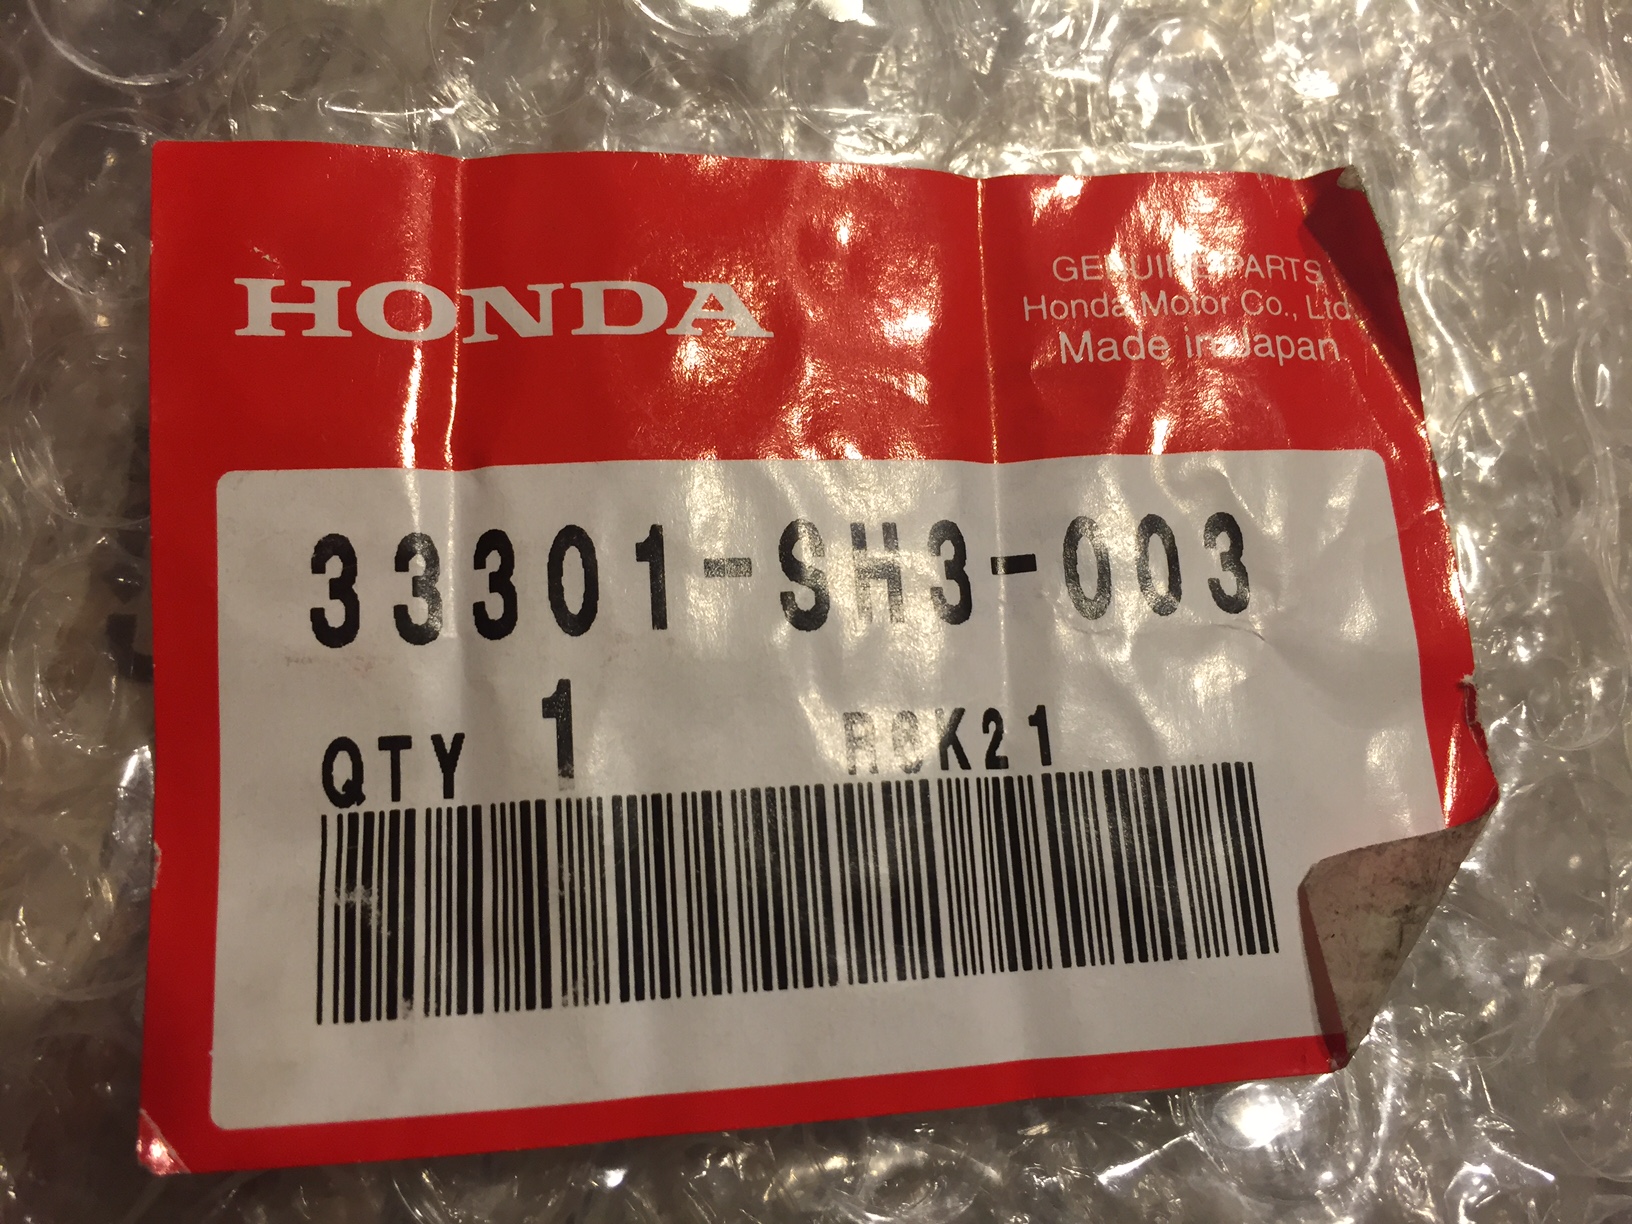 HONDA
GENUINE PARTS
Honda Motor Co., Ltd.
Made in Japan
33301-SH3-003
QTY 1